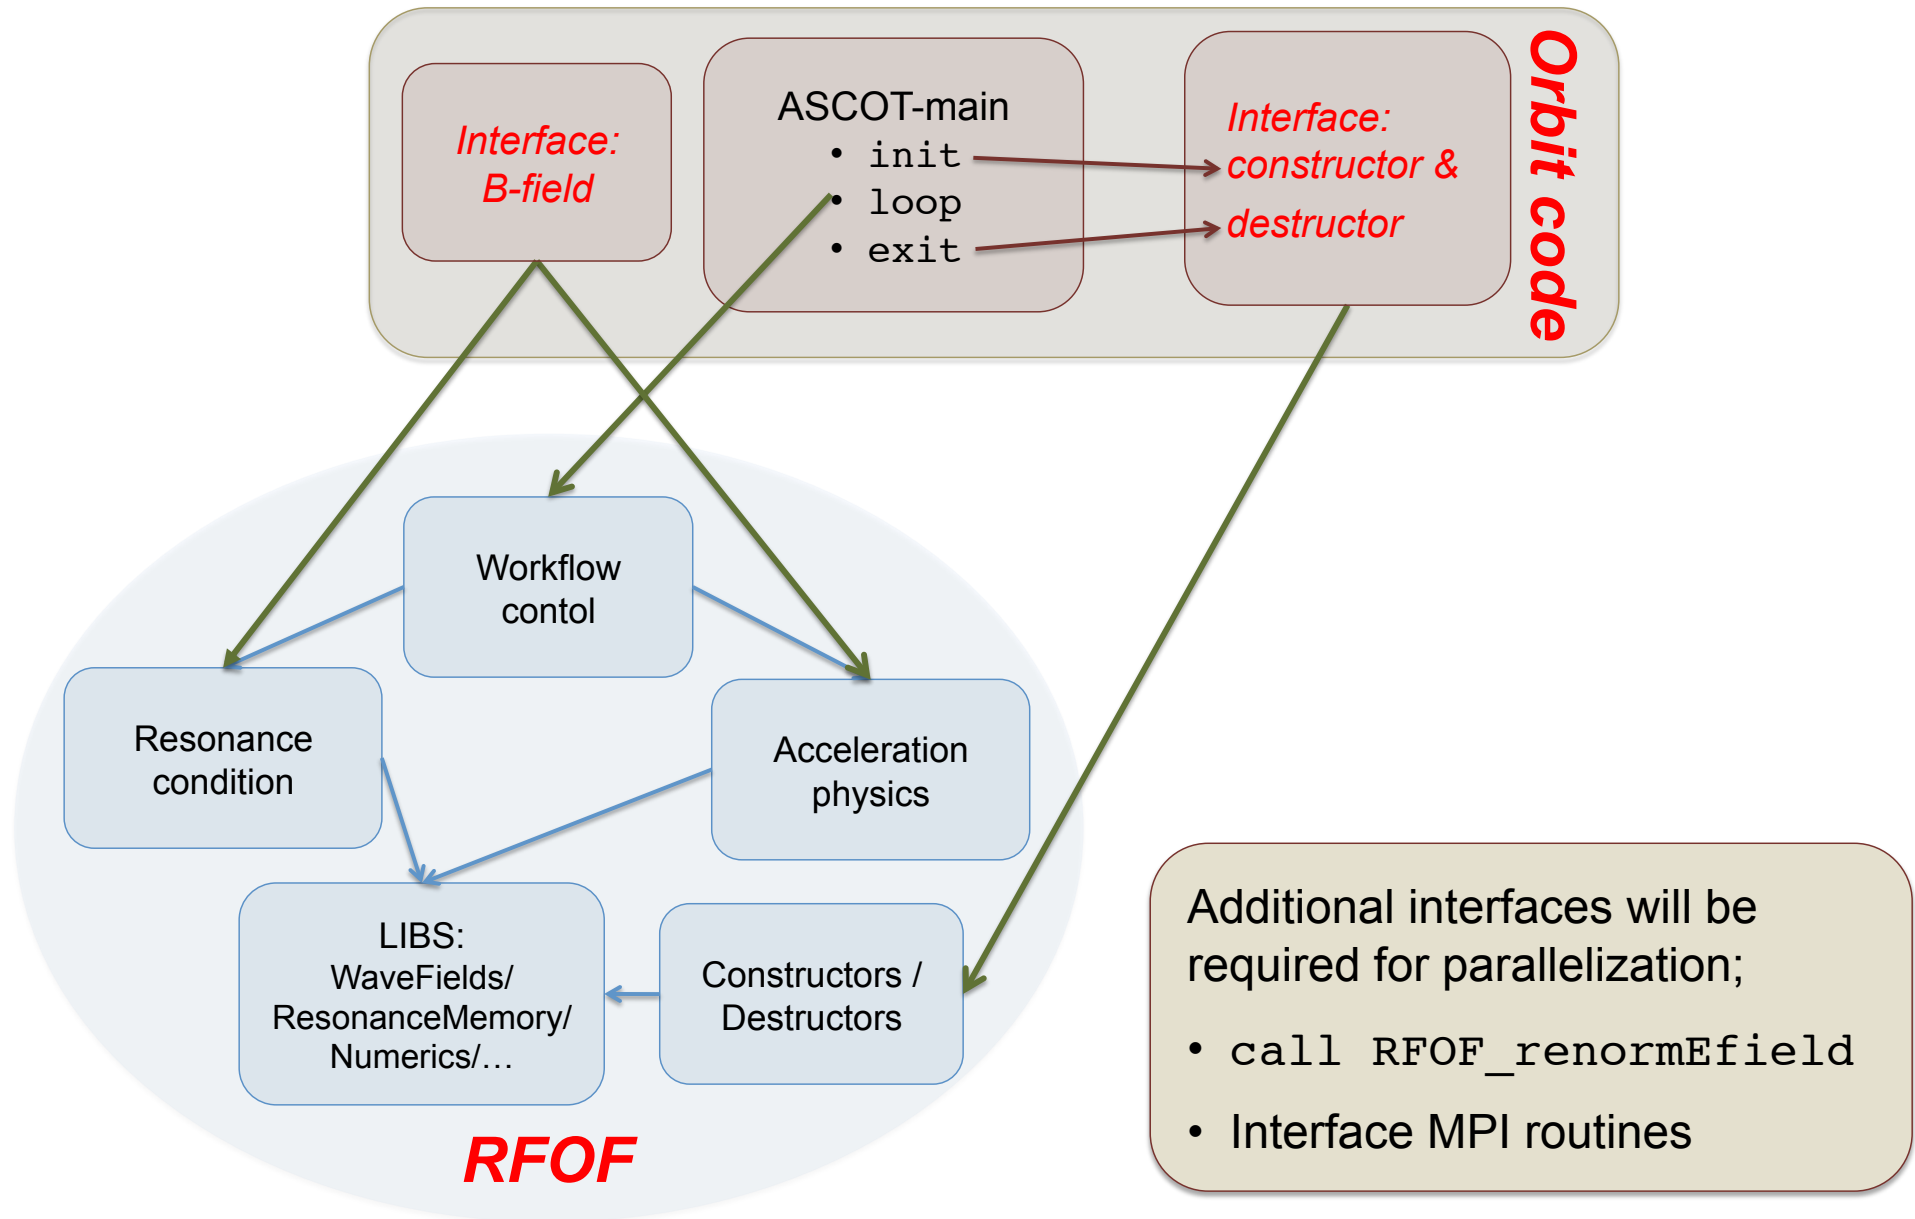 Interface:
B-field
ASCOT-main
• init
• loop
• exit
Interface:
constructor &
destructor
Orbit code
Workflow
contol
Resonance
condition
Acceleration
physics
LIBS:
WaveFields/
ResonanceMemory/
Numerics/…
Constructors /
Destructors
RFOF
Additional interfaces will be
required for parallelization;
• call RFOF_renormEfield
• Interface MPI routines